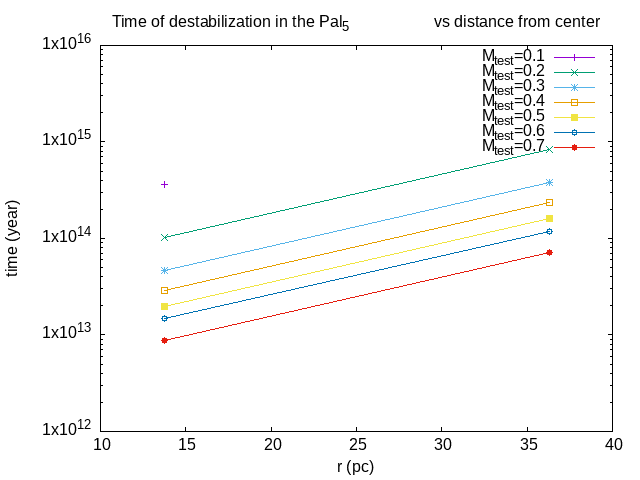 Time of destabilization in the Pal5 vs distance from center
1x10^16
1x10^15
1x10^14
1x10^13
1x10^12
time (year)
Mtest=0.1
Mtest=0.2
Mtest=0.3
Mtest=0.4
Mtest=0.5
Mtest=0.6
Mtest=0.7
10 15 20 25 30 35 40
r (pc)